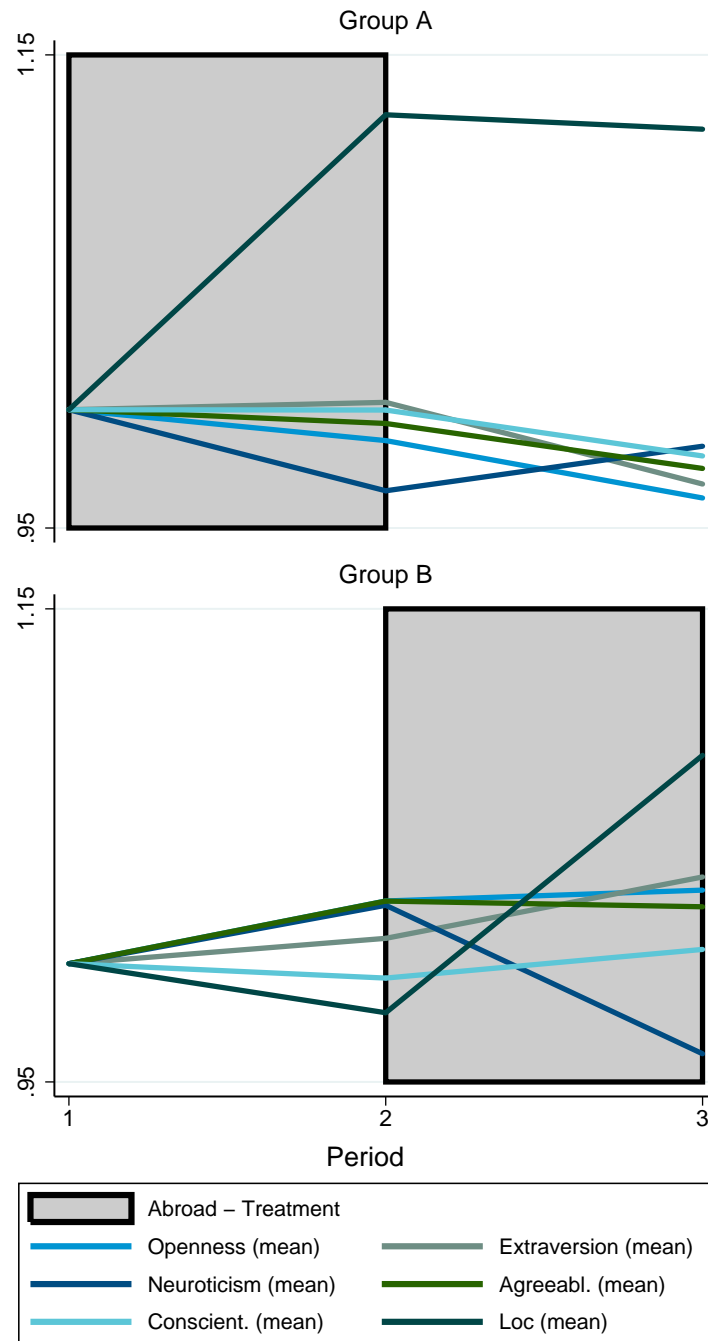 Group A
1.15
.95
Group B
1.15
.95
1 2 3
Period
Abroad – Treatment
Openness (mean) Extraversion (mean)
Neuroticism (mean) Agreeabl. (mean)
Conscient. (mean) Loc (mean)